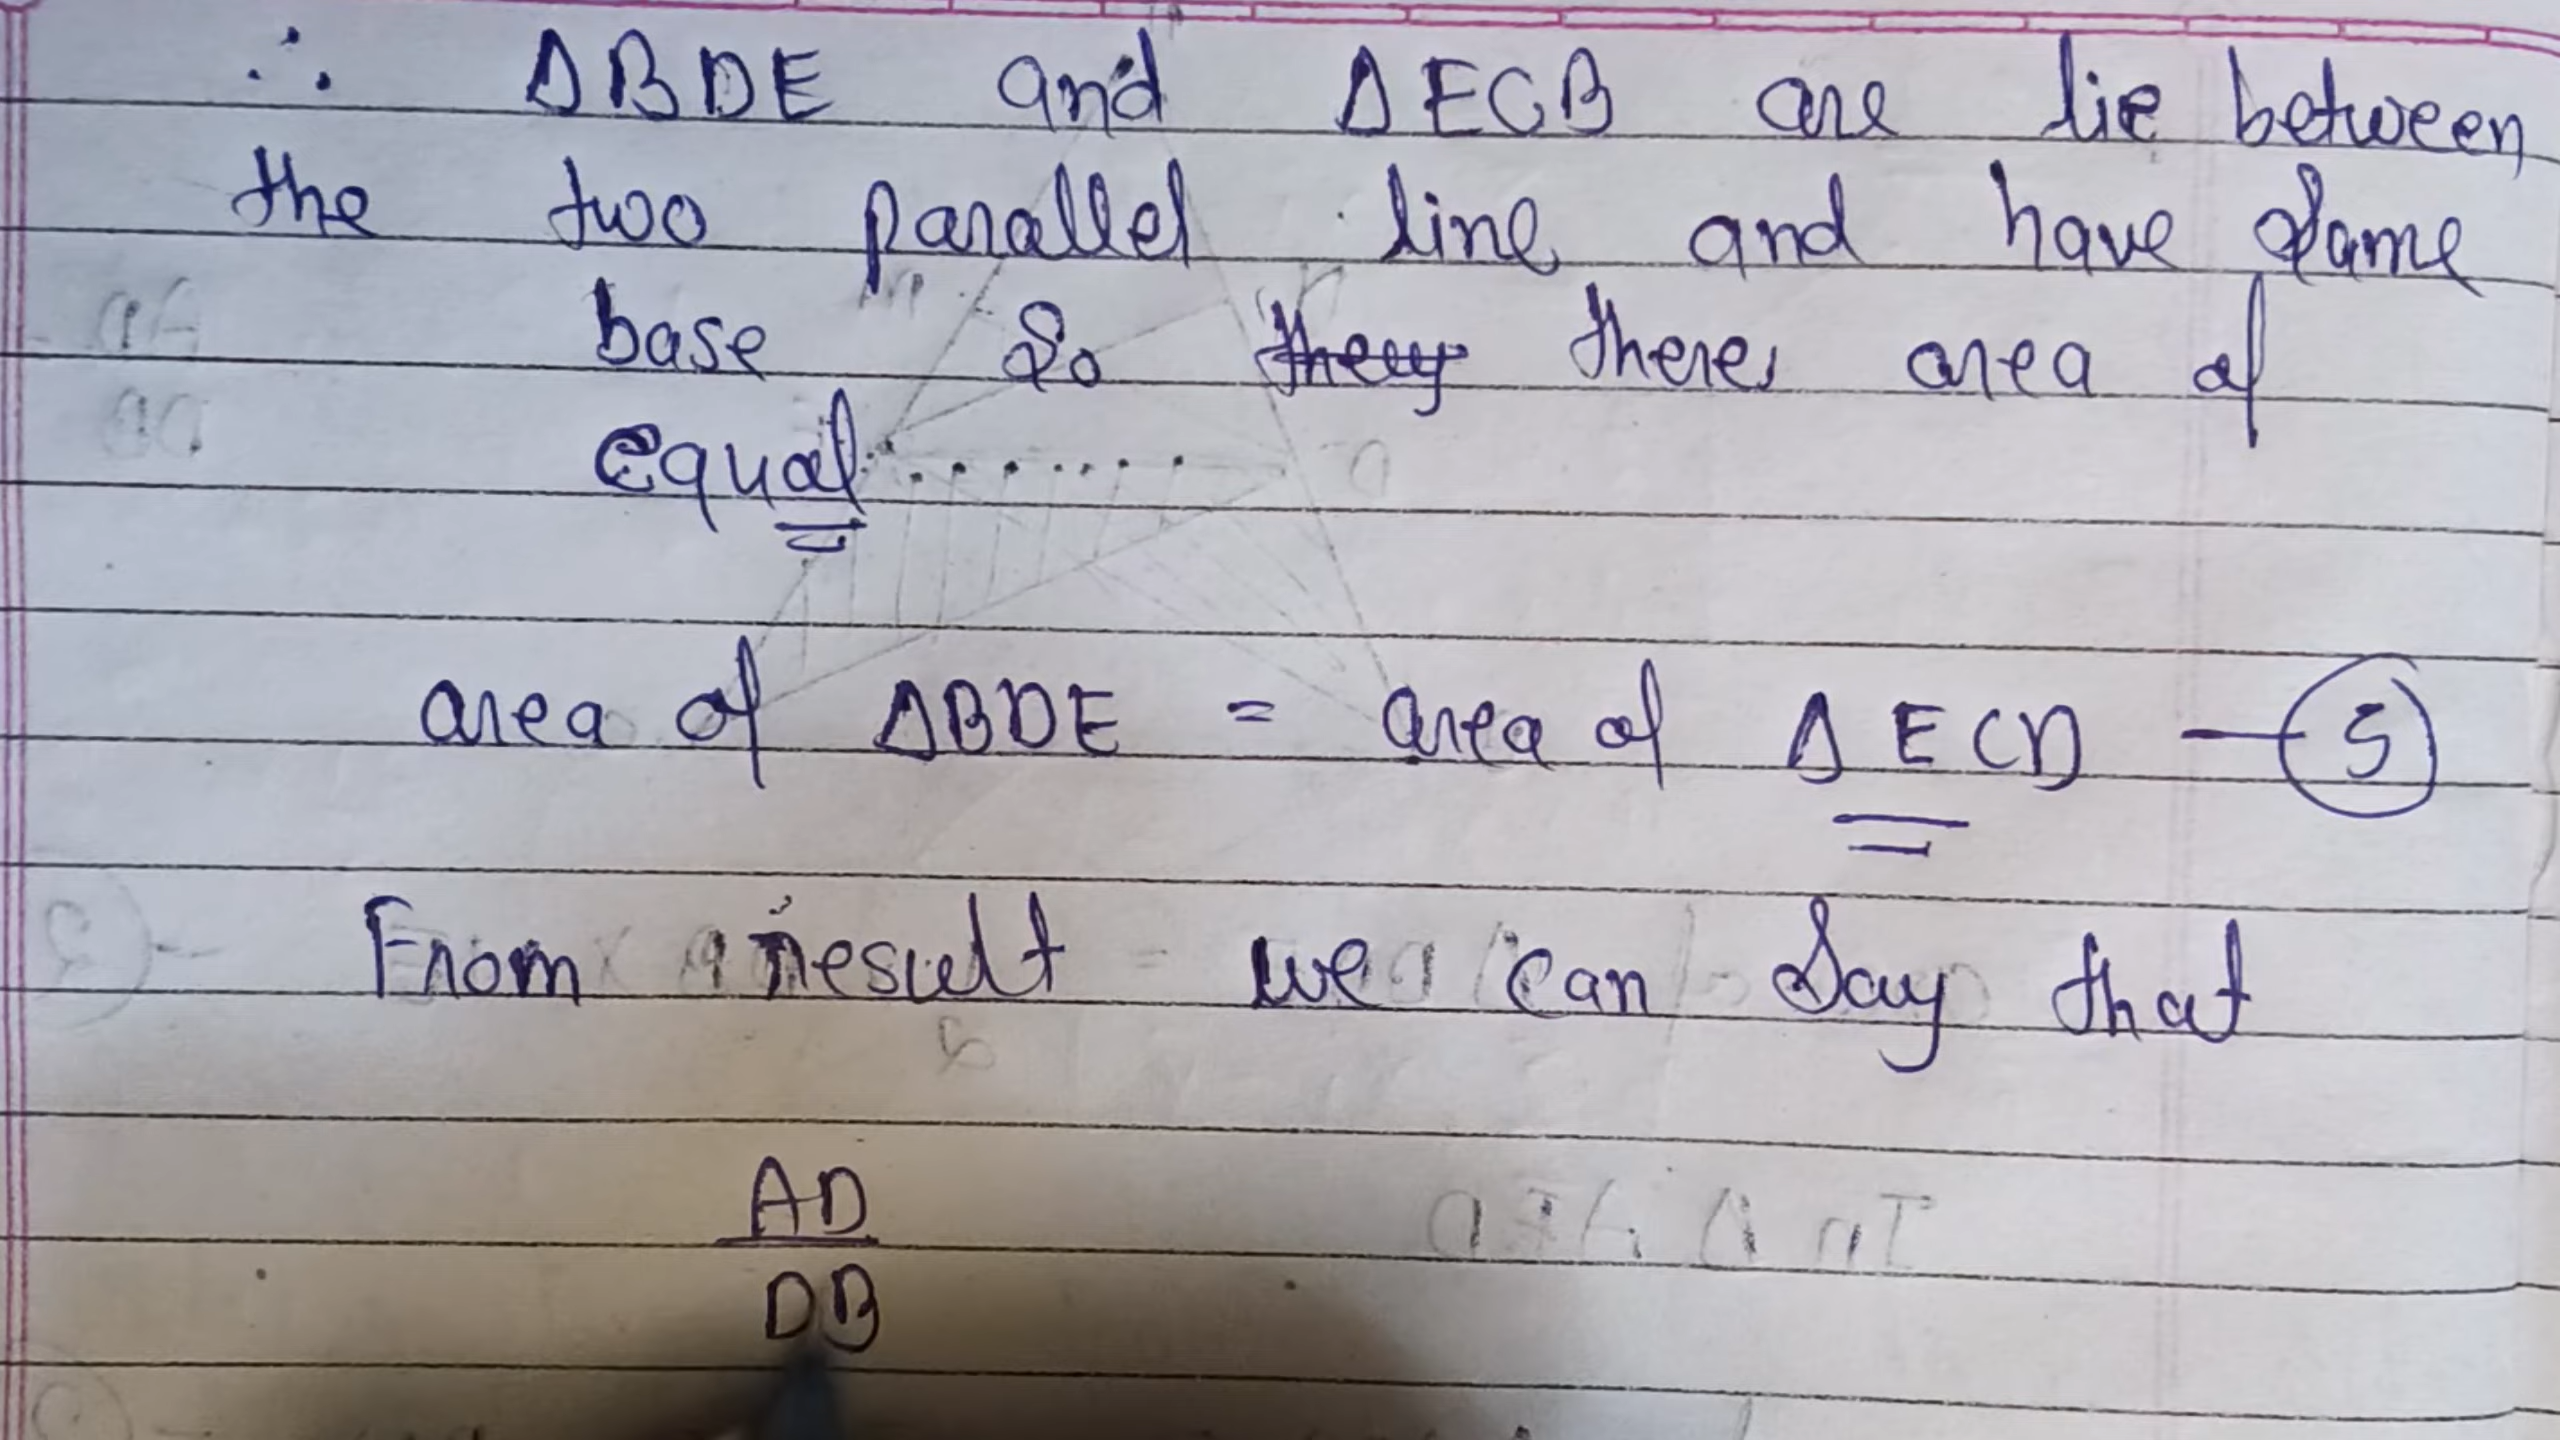 ∴ ΔBDE and ΔECB are lie between
the two parallel line and have same
base so they there area of
equal
area of ΔBDE = area of ΔECD — 5
From result we can say that
AD
DB